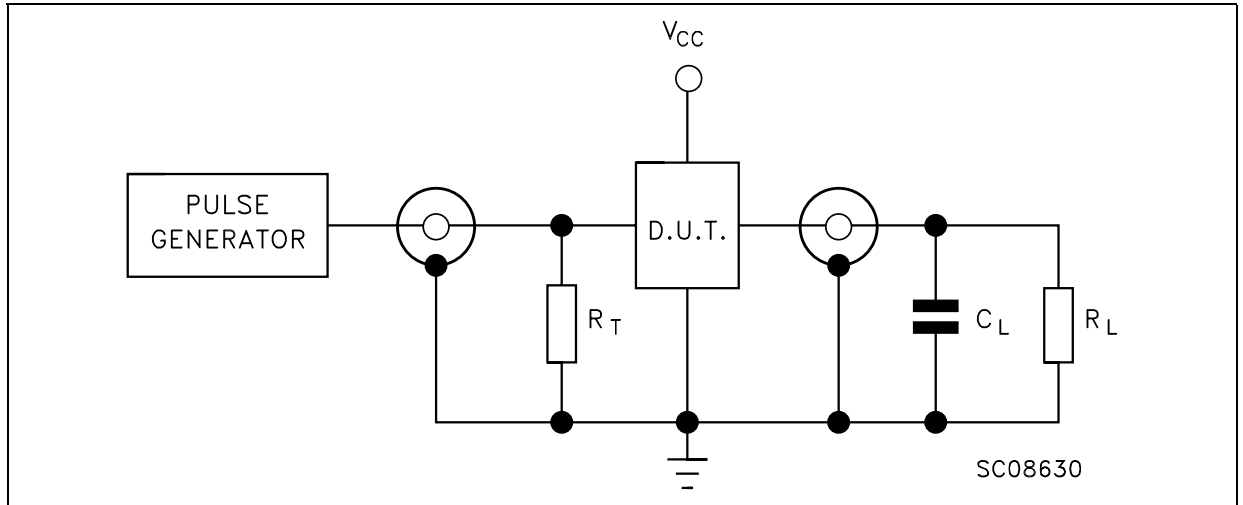 VCC
PULSE
GENERATOR
D.U.T.
RT
CL
RL
SC08630